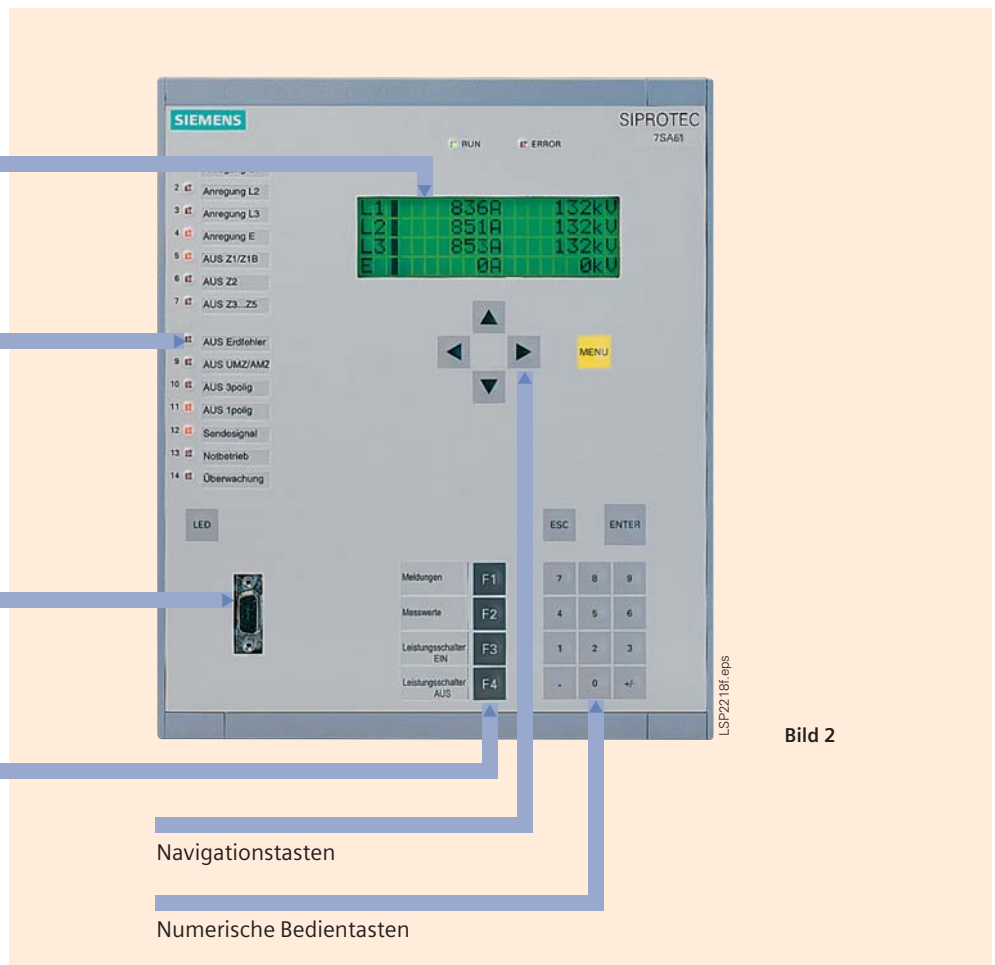 SIEMENS
SIPROTEC
7SA61
RUN
ERROR
2 Anregung L2
3 Anregung L3
4 Anregung E
5 AUS Z1/Z1B
6 AUS Z2
7 AUS Z3...Z5
AUS Erdfehler
9 AUS UMZ/AMZ
10 AUS 3polig
11 AUS 1polig
12 Sendesignal
13 Notbetrieb
14 Überwachung
L1 836A 132kV
L2 851A 132kV
L3 853A 132kV
E 0A 0kV
MENU
LED
ESC
ENTER
Meldungen F1
Messwerte F2
Leistungsschalter
EIN
F3
Leistungsschalter
AUS
F4
7 8 9
4 5 6
1 2 3
. 0 +/-
LSP2218f.eps
Bild 2
Navigationstasten
Numerische Bedientasten